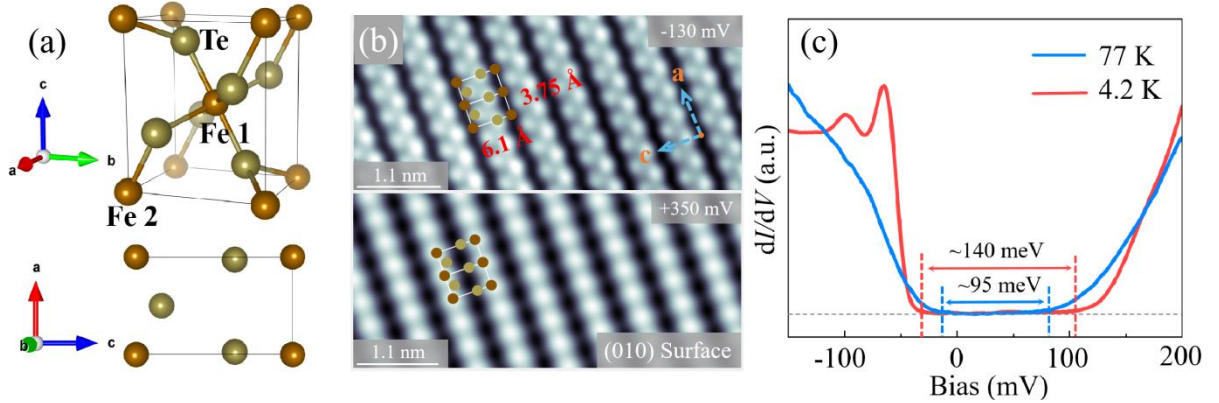 (a)
Te
Fe 1
Fe 2
c
b
a
a
b
c
(b)
-130 mV
3.75 Å
6.1 Å
a
c
1.1 nm
+350 mV
1.1 nm
(010) Surface
(c)
77 K
4.2 K
~140 meV
~95 meV
dI/dV (a.u.)
-100
0
100
200
Bias (mV)